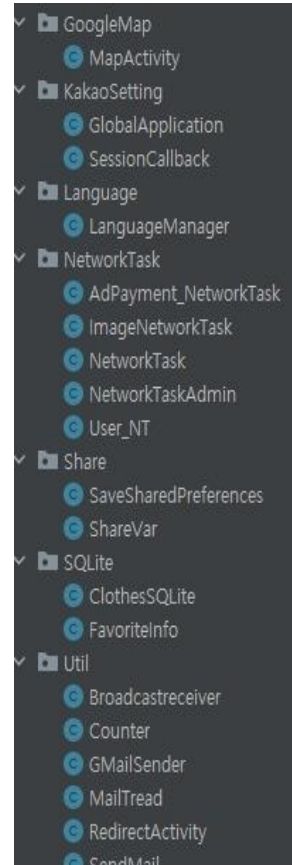 GoogleMap
MapActivity
KakaoSetting
GlobalApplication
SessionCallback
Language
LanguageManager
NetworkTask
AdPayment_NetworkTask
ImageNetworkTask
NetworkTask
NetworkTaskAdmin
User_NT
Share
SaveSharedPreferences
ShareVar
SQLite
ClothesSQLite
FavoriteInfo
Util
Broadcastreceiver
Counter
GMailSender
MailTread
RedirectActivity
SendMail